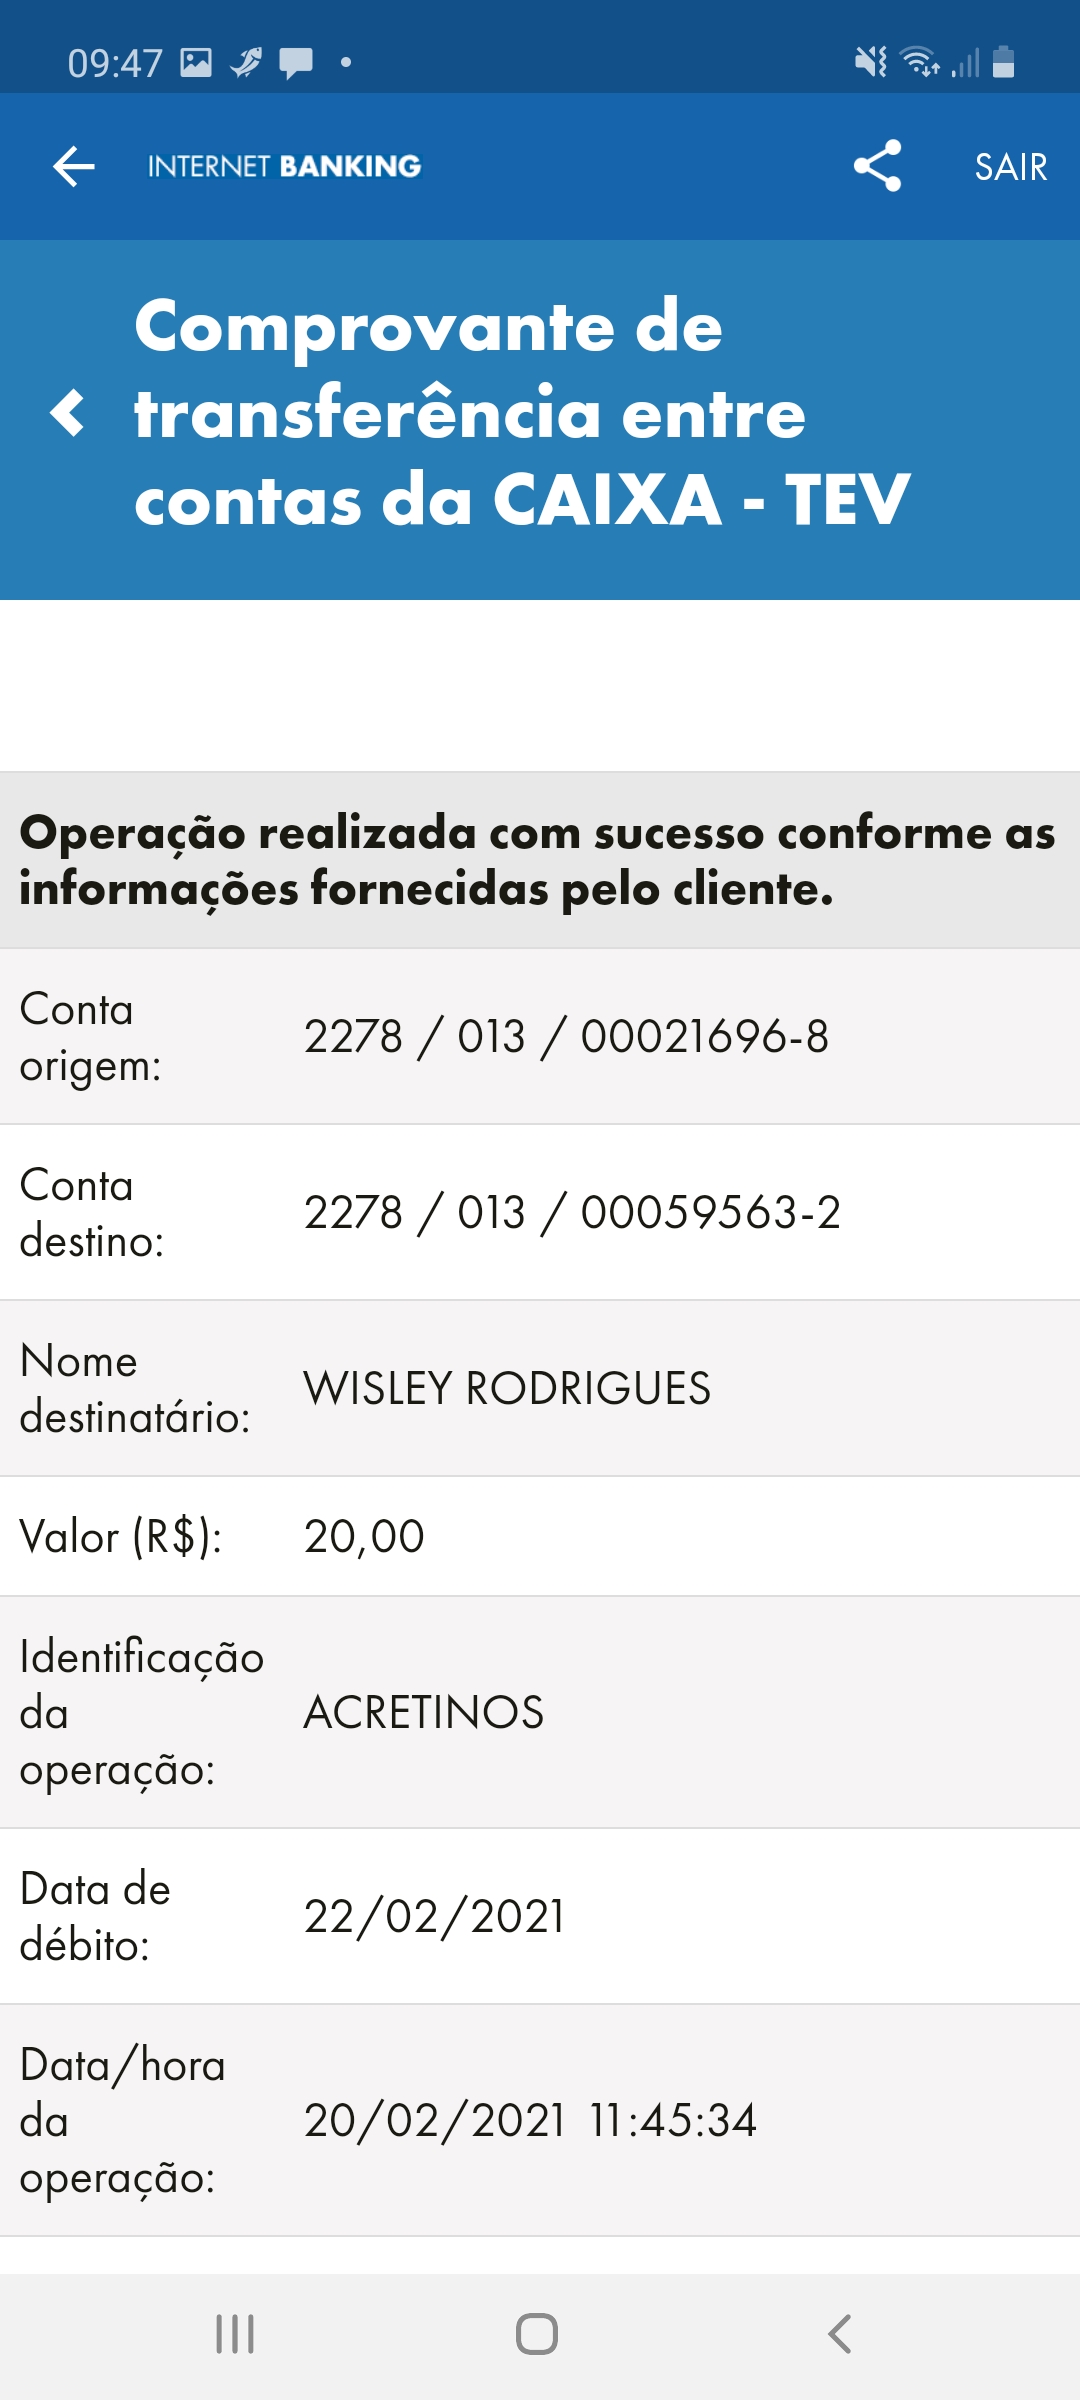 09:47
INTERNET BANKING
SAIR
Comprovante de
transferência entre
contas da CAIXA - TEV
Operação realizada com sucesso conforme as
informações fornecidas pelo cliente.
Conta
origem:
2278 / 013 / 00021696-8
Conta
destino:
2278 / 013 / 00059563-2
Nome
destinatário:
WISLEY RODRIGUES
Valor (R$):
20,00
Identificação
da
operação:
ACRETINOS
Data de
débito:
22/02/2021
Data/hora
da
operação:
20/02/2021 11:45:34